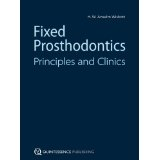 Fixed
Prosthodontics
Principles and Clinics
QUINTESSENCE PUBLISHING